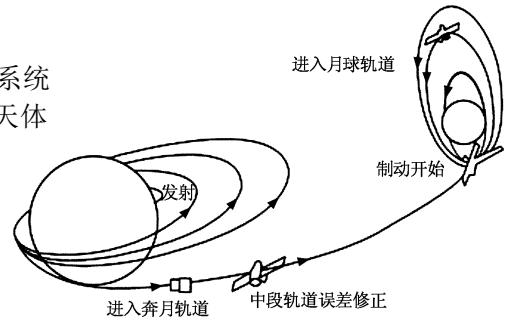 系统
天体
进入月球轨道
制动开始
发射
进入奔月轨道
中段轨道误差修正